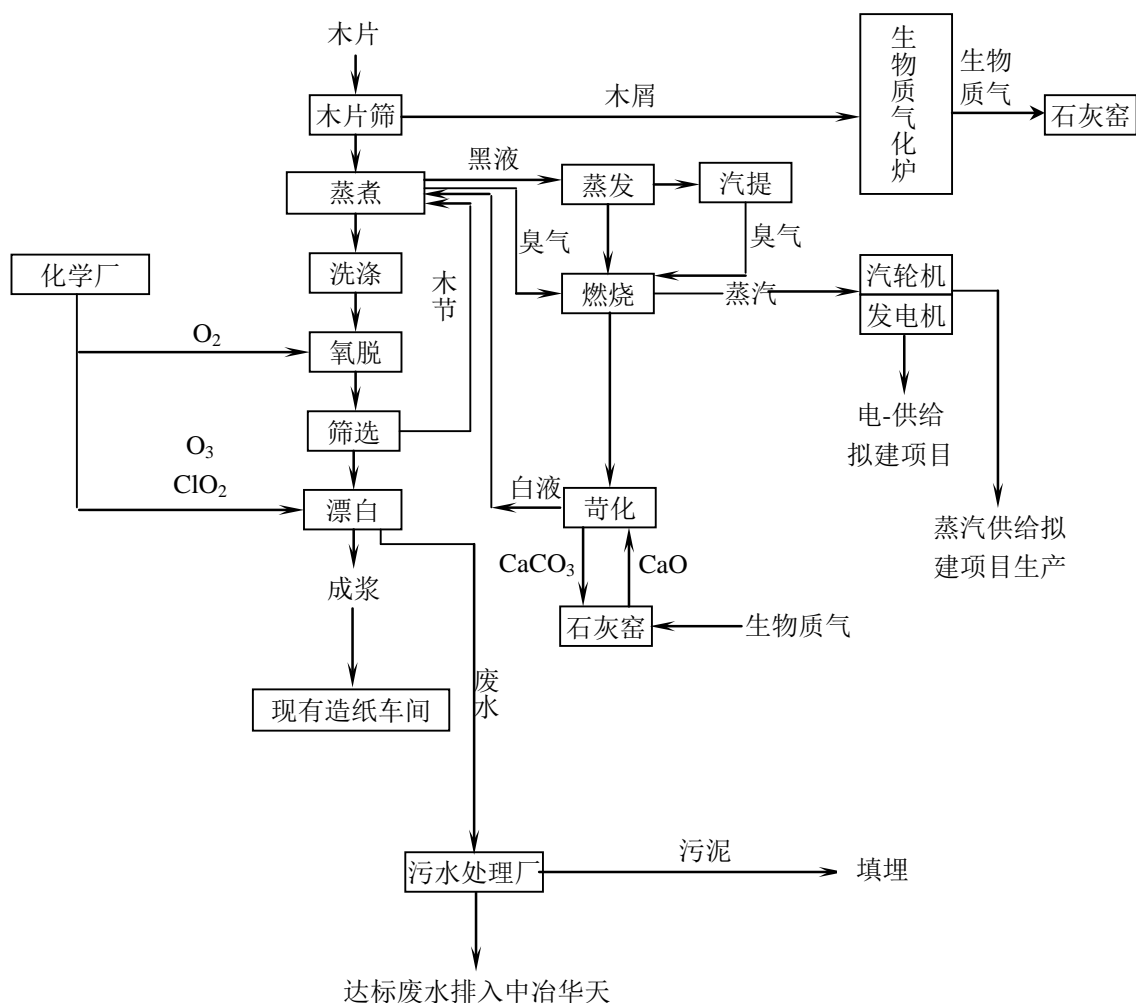 木片
木片筛
木屑
生物质气化炉
生物
质气
石灰窑
蒸煮
黑液
蒸发
汽提
臭气
臭气
化学厂
洗涤
木节
燃烧
蒸汽
汽轮机
发电机
O₂
氧脱
电-供给
拟建项目
筛选
O₃
ClO₂
漂白
白液
苛化
蒸汽供给拟
建项目生产
CaCO₃
CaO
成浆
石灰窑
生物质气
废水
现有造纸车间
污水处理厂
污泥
填埋
达标废水排入中冶华天